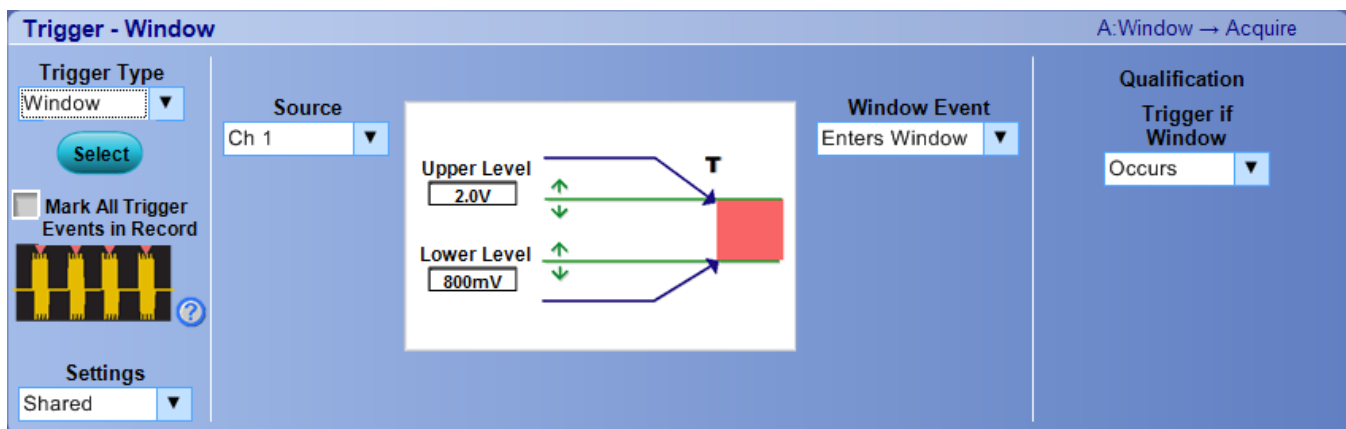 Trigger - Window
A:Window → Acquire
Trigger Type
Window
Select
Mark All Trigger
Events in Record
?
Settings
Shared
Source
Ch 1
Upper Level
2.0V
Lower Level
800mV
T
Window Event
Enters Window
Qualification
Trigger if
Window
Occurs